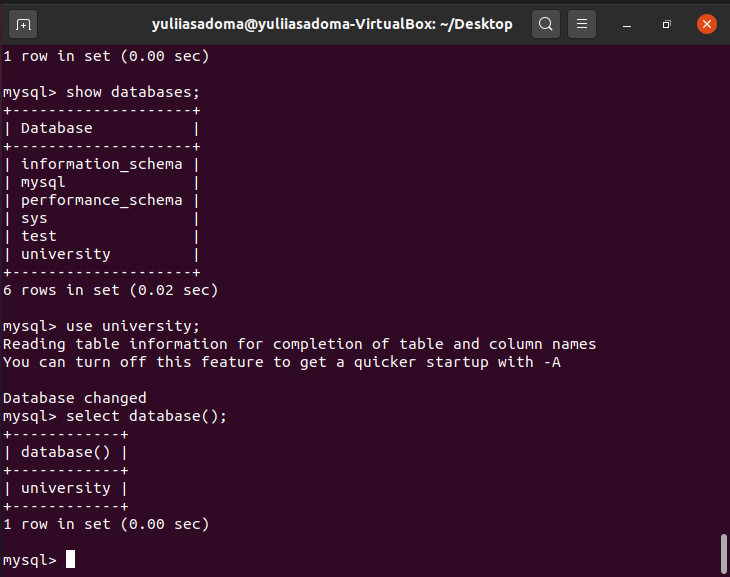 yuliiasadoma@yuliiasadoma-VirtualBox: ~/Desktop
1 row in set (0.00 sec)
mysql> show databases;
+--------------------+
| Database           |
+--------------------+
| information_schema |
| mysql              |
| performance_schema |
| sys                |
| test               |
| university         |
+--------------------+
6 rows in set (0.02 sec)
mysql> use university;
Reading table information for completion of table and column names
You can turn off this feature to get a quicker startup with -A
Database changed
mysql> select database();
+------------+
| database() |
+------------+
| university |
+------------+
1 row in set (0.00 sec)
mysql>